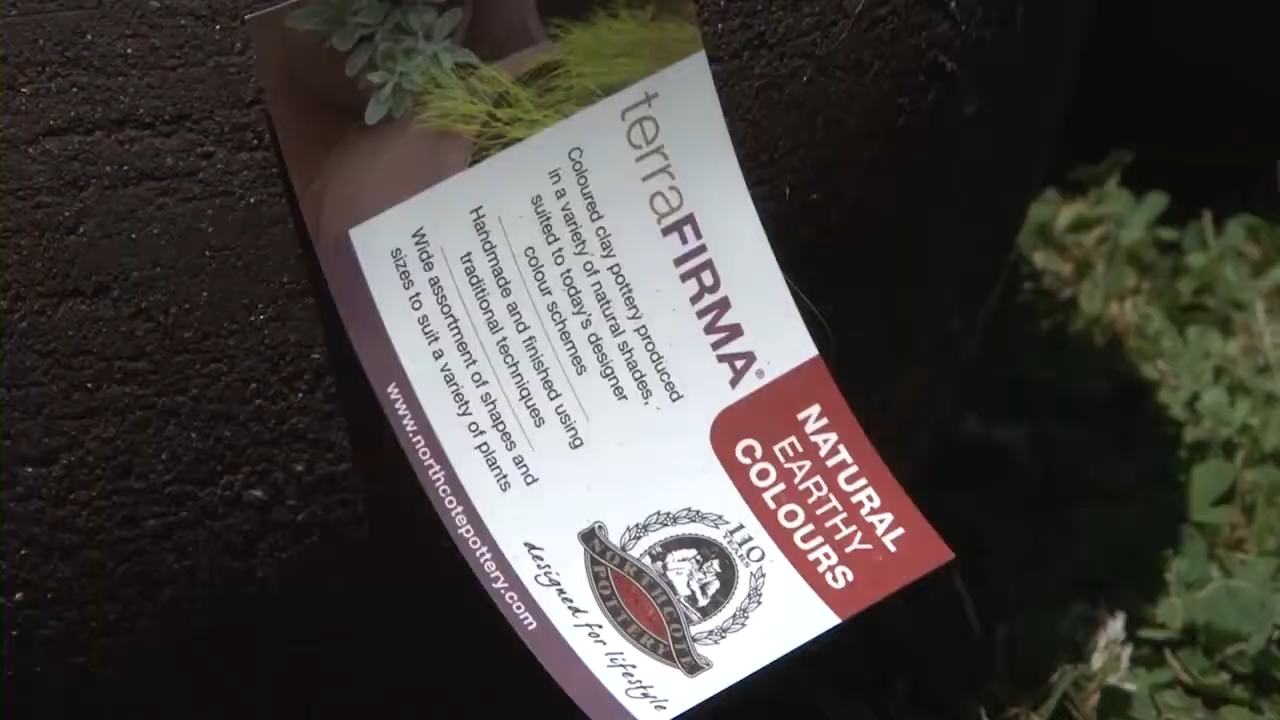 terraFIRMA®
Coloured clay pottery produced
in a variety of natural shades,
suited to today's designer
colour schemes
Handmade and finished using
traditional techniques
Wide assortment of shapes and
sizes to suit a variety of plants
NATURAL
EARTHY
COLOURS
110
YEARS
NORTHCOTE
POTTERY
designed for lifestyle
www.northcotepottery.com